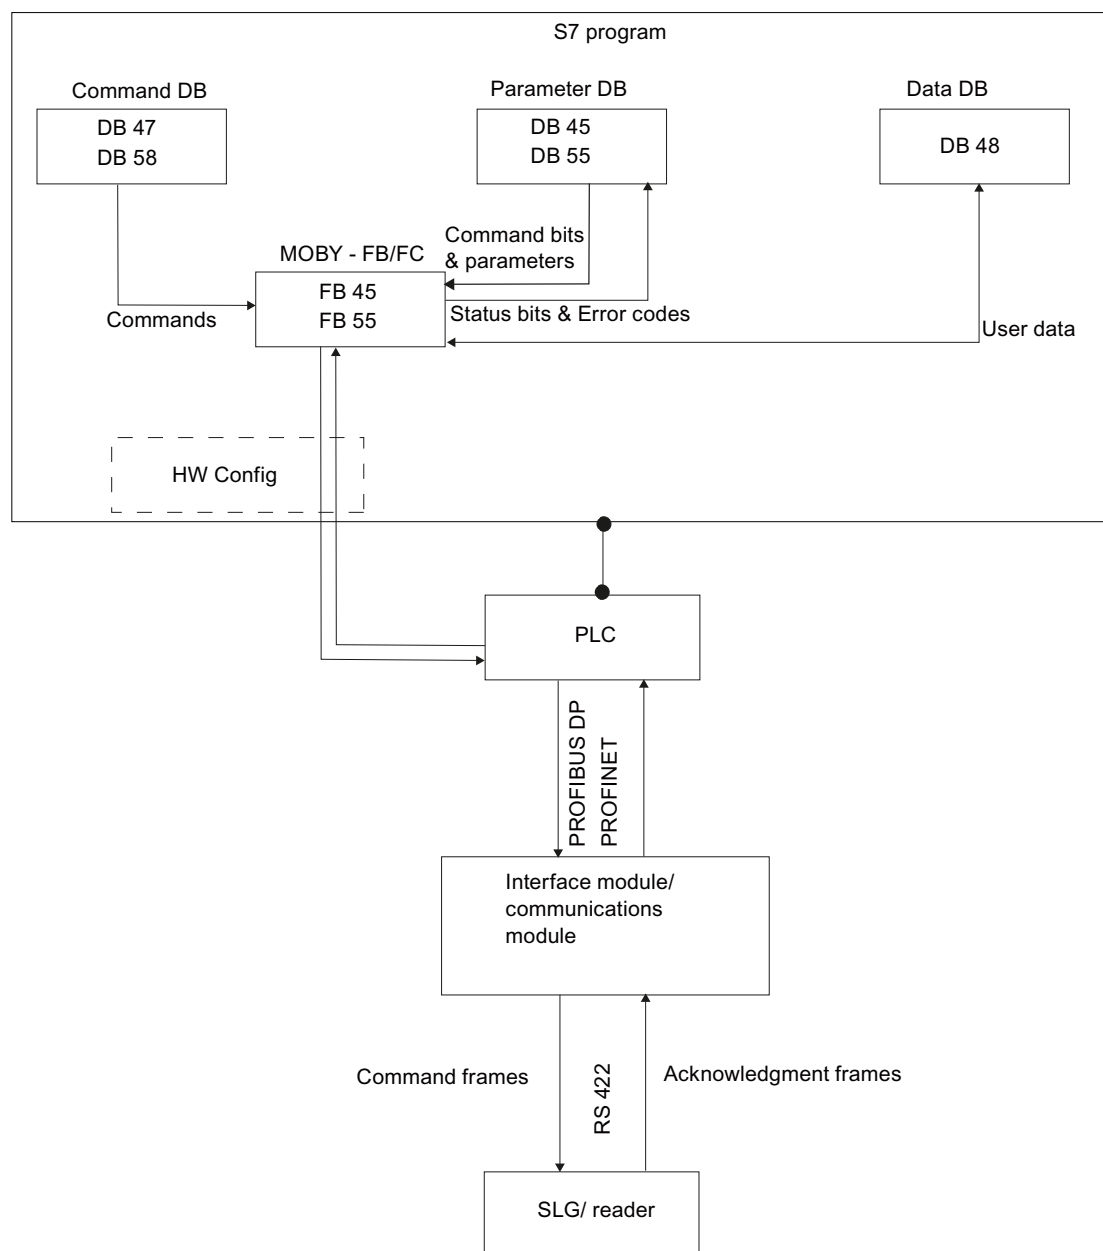 S7 program
Command DB
Parameter DB
Data DB
DB 47
DB 58
DB 45
DB 55
DB 48
Command bits
& parameters
MOBY - FB/FC
FB 45
FB 55
Commands
Status bits & Error codes
User data
HW Config
PLC
PROFIBUS DP
PROFINET
Interface module/
communications
module
Command frames
RS 422
Acknowledgment frames
SLG/ reader